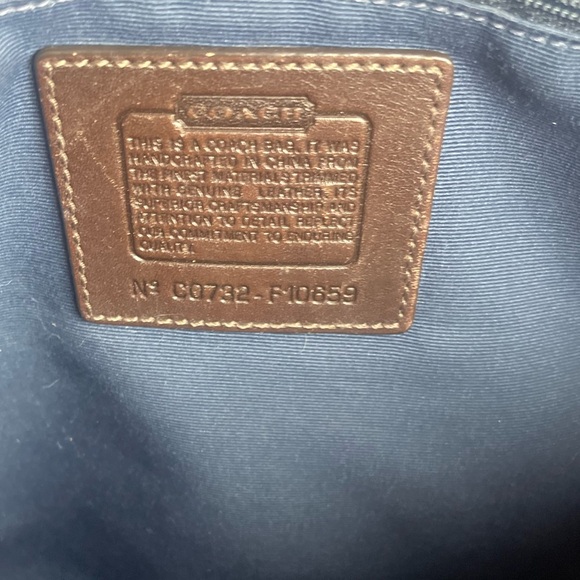 COACH
THIS IS A COACH BAG. IT WAS
HANDCRAFTED IN CHINA FROM
THE FINEST MATERIALS TRIMMED
WITH GENUINE LEATHER. ITS
SUPERIOR CRAFTSMANSHIP AND
ATTENTION TO DETAIL REFLECT
OUR COMMITMENT TO ENDURING
QUALITY.
Nº C0732-F10659